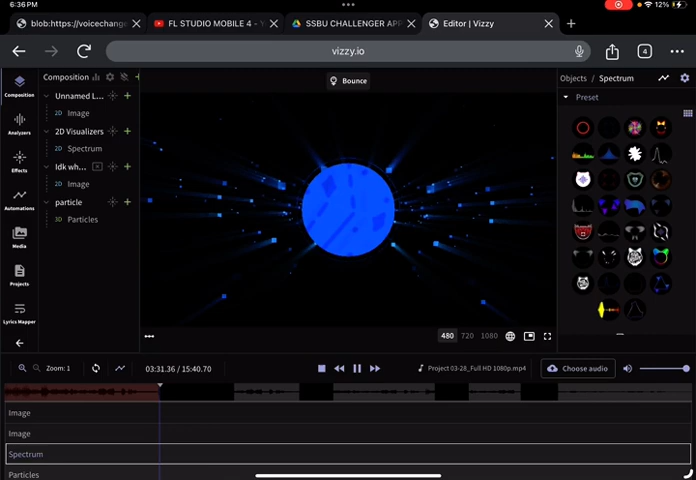 6:36 PM
12%
blob:https://voicechange
FL STUDIO MOBILE 4 - Y
SSBU CHALLENGER APP
Editor | Vizzy
vizzy.io
4
Composition
Analyzers
Effects
Automations
Media
Projects
Lyrics Mapper
Composition
Unnamed L...
2D Image
2D Visualizers
2D Spectrum
Idk wh...
2D Image
particle
3D Particles
Bounce
480 720 1080
Objects / Spectrum
Preset
Zoom: 1
03:31.36 / 15:40.70
Project 03-28_Full HD 1080p.mp4
Choose audio
Image
Image
Spectrum
Particles